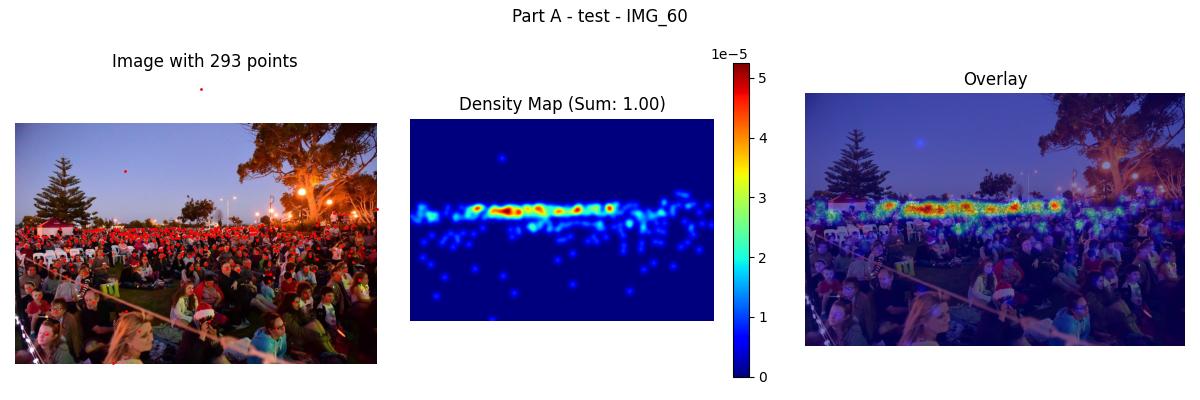 Part A - test - IMG_60
Image with 293 points
Density Map (Sum: 1.00)
1e−5
5
4
3
2
1
0
Overlay